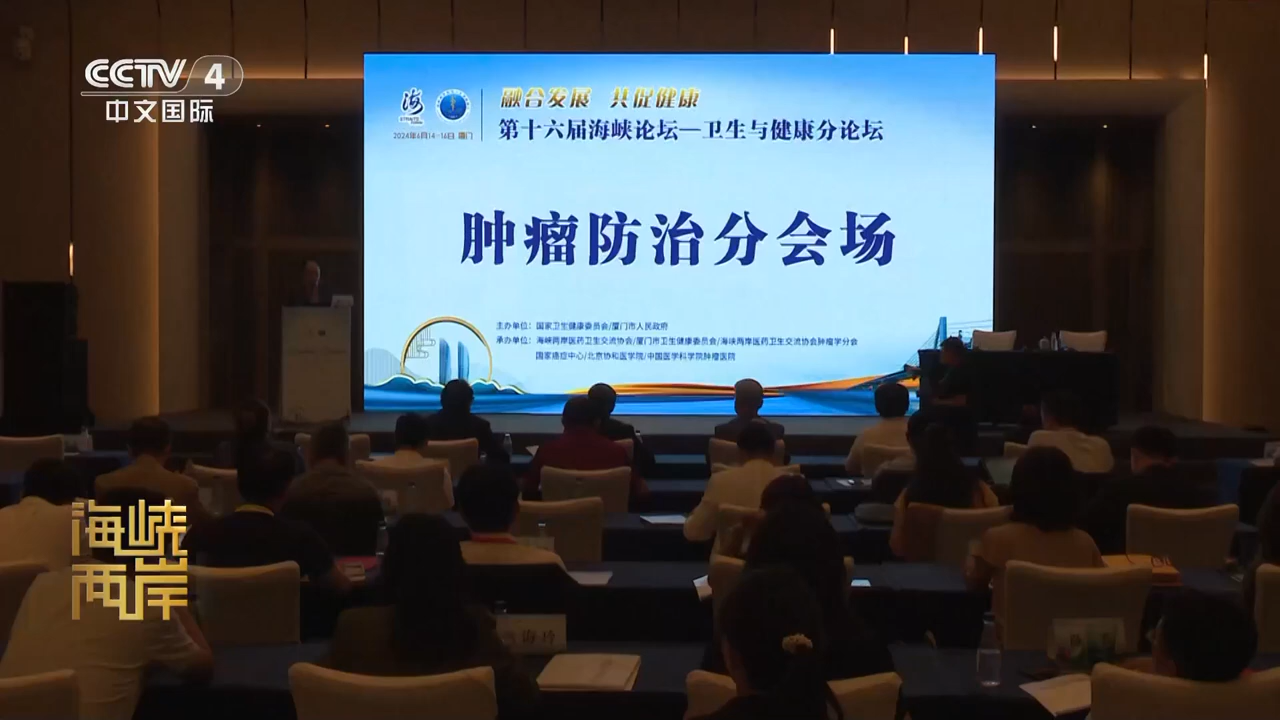 CCTV 4
中文国际
海
2024年6月14-16日 厦门
融合发展 共促健康
第十六届海峡论坛—卫生与健康分论坛
肿瘤防治分会场
主办单位：国家卫生健康委员会/厦门市人民政府
承办单位：海峡两岸医药卫生交流协会/厦门市卫生健康委员会/海峡两岸医药卫生交流协会肿瘤学分会
国家癌症中心/北京协和医学院/中国医学科学院肿瘤医院
海峡
两岸